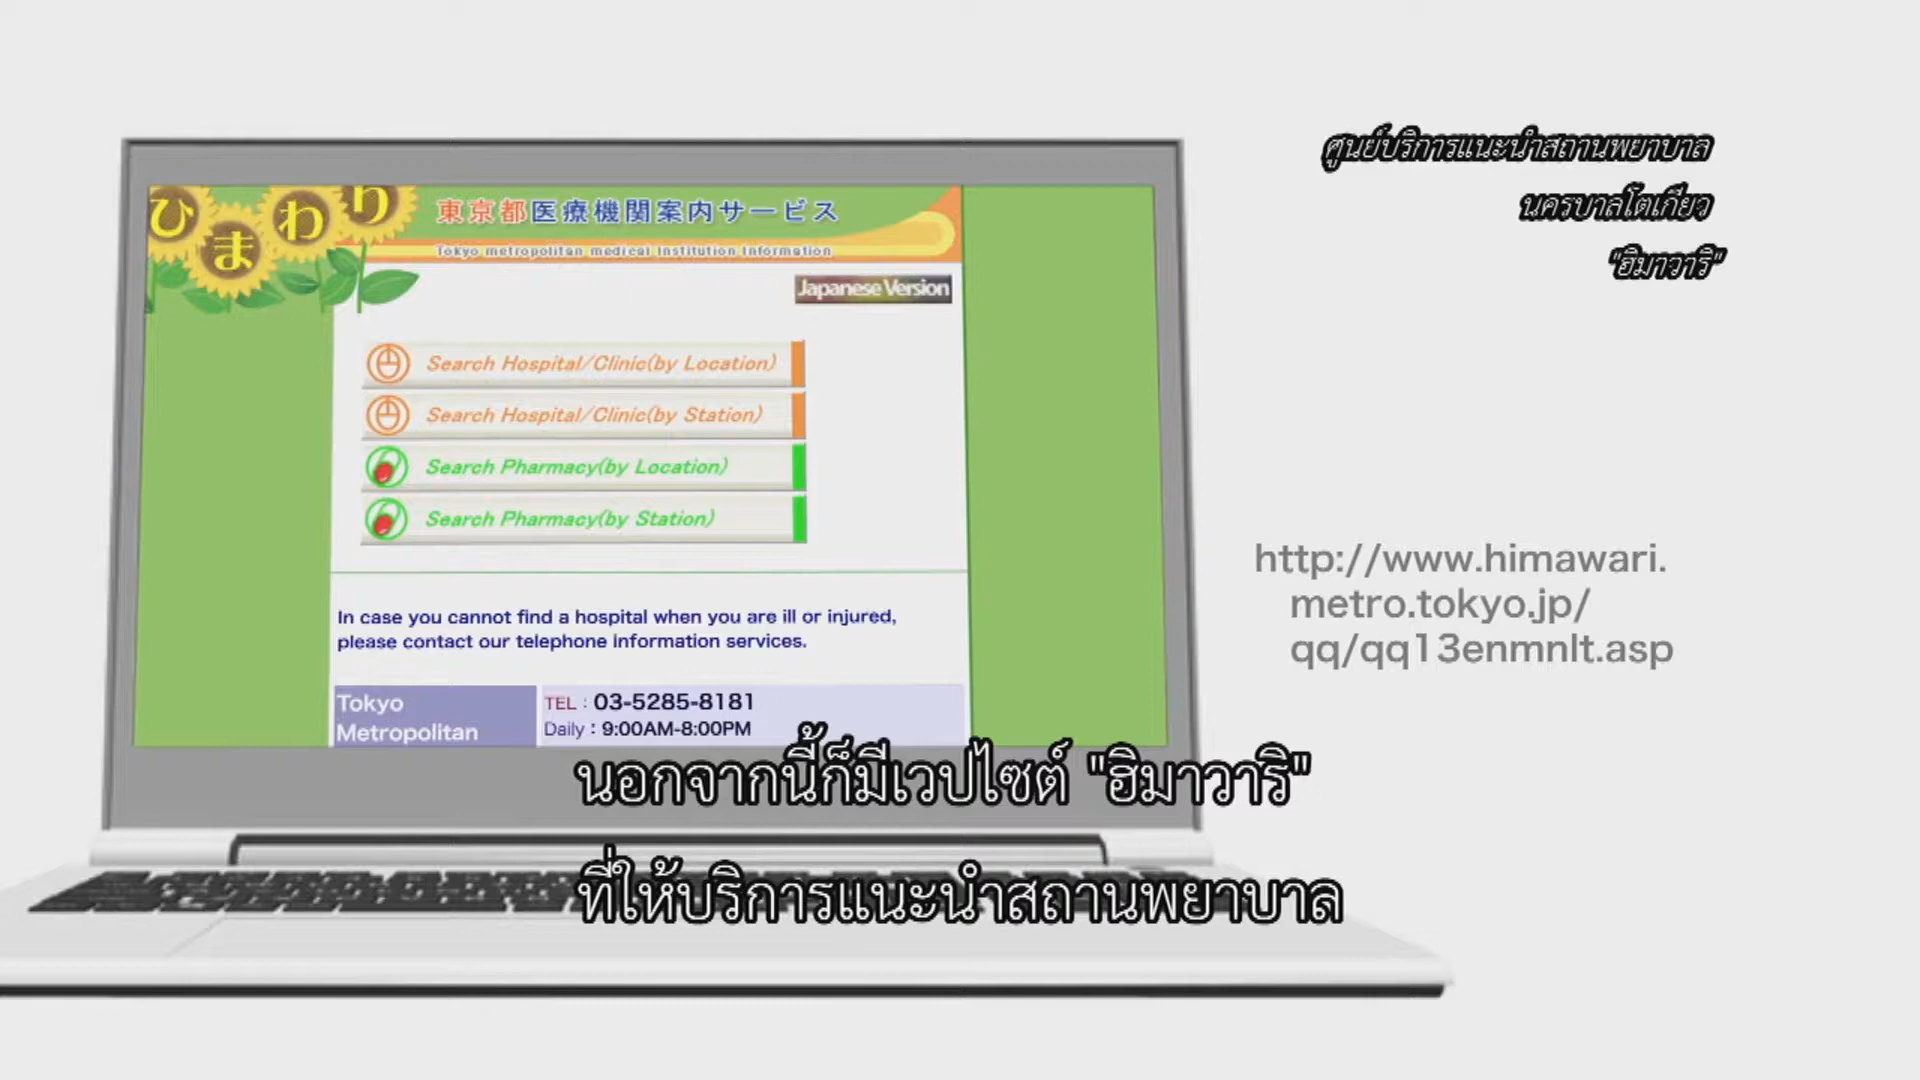 ศูนย์บริการแนะนำสถานพยาบาล
นครบาลโตเกียว
"ฮิมาวาริ"
ひまわり
東京都医療機関案内サービス
Tokyo metropolitan medical institution Information
Japanese Version
Search Hospital/Clinic(by Location)
Search Hospital/Clinic(by Station)
Search Pharmacy(by Location)
Search Pharmacy(by Station)
In case you cannot find a hospital when you are ill or injured,
please contact our telephone information services.
Tokyo
Metropolitan
TEL : 03-5285-8181
Daily : 9:00AM-8:00PM
http://www.himawari.
metro.tokyo.jp/
qq/qq13enmnlt.asp
นอกจากนี้ก็มีเวปไซต์ "ฮิมาวาริ"
ที่ให้บริการแนะนำสถานพยาบาล